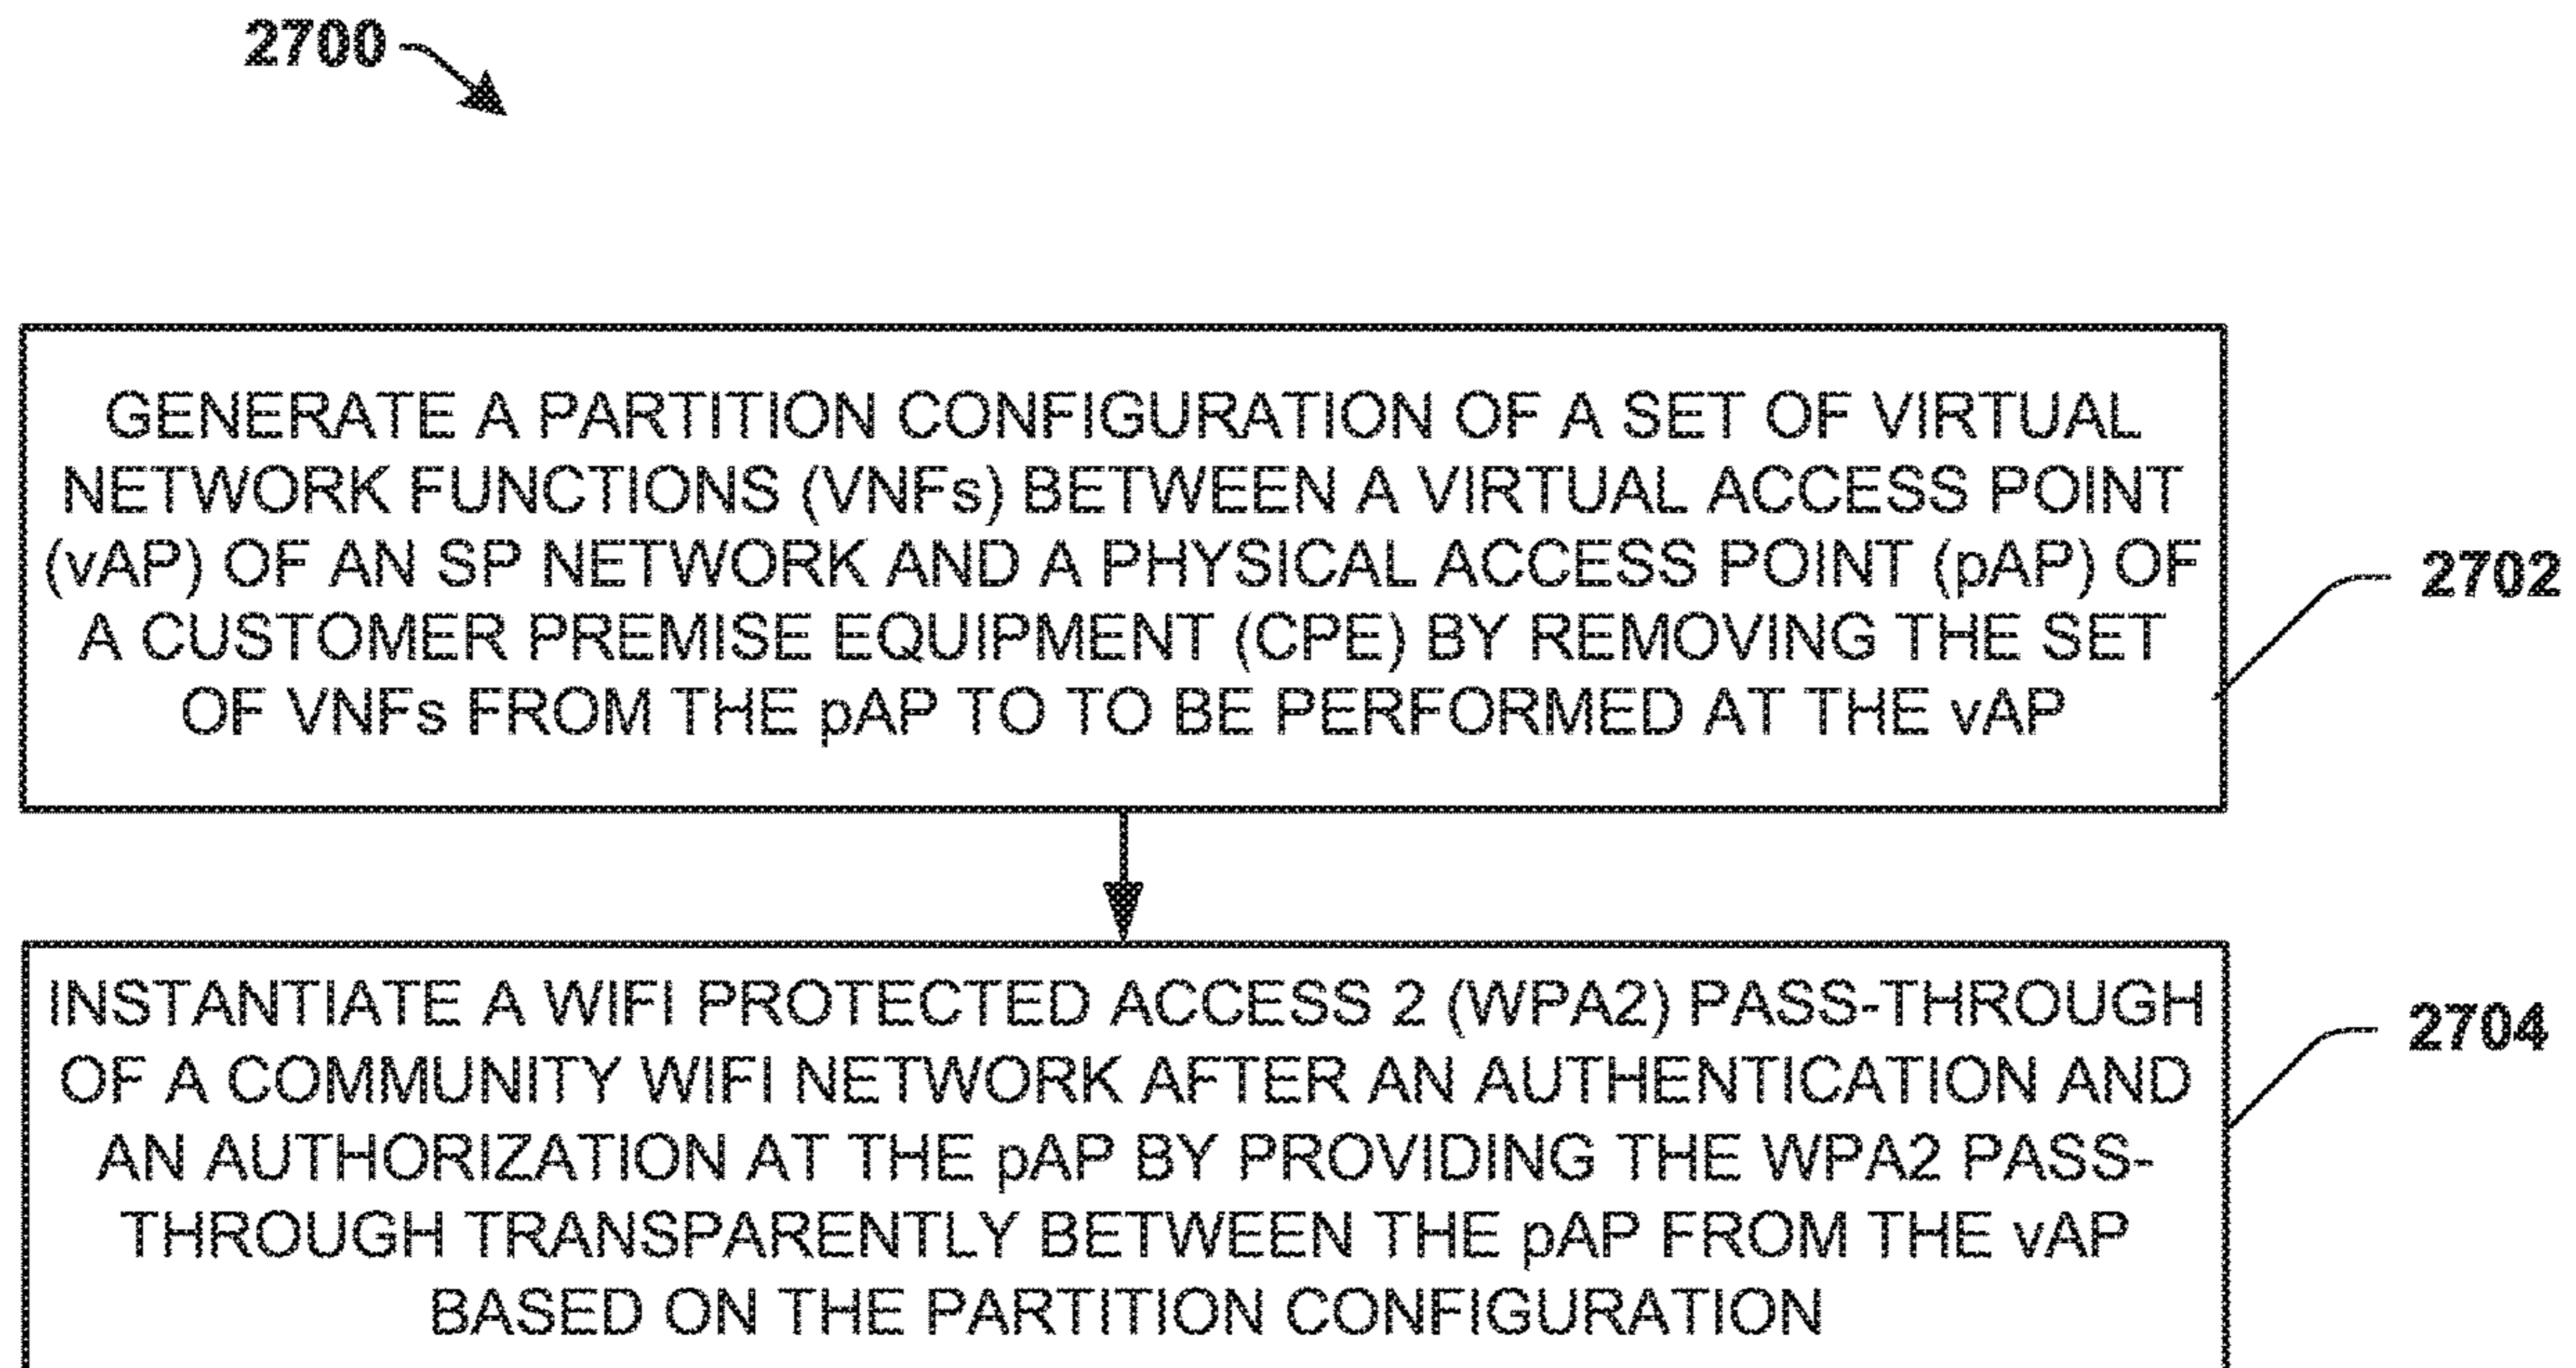 2700
GENERATE A PARTITION CONFIGURATION OF A SET OF VIRTUAL
NETWORK FUNCTIONS (VNFs) BETWEEN A VIRTUAL ACCESS POINT
(vAP) OF AN SP NETWORK AND A PHYSICAL ACCESS POINT (pAP) OF
A CUSTOMER PREMISE EQUIPMENT (CPE) BY REMOVING THE SET
OF VNFs FROM THE pAP TO TO BE PERFORMED AT THE vAP
2702
INSTANTIATE A WIFI PROTECTED ACCESS 2 (WPA2) PASS-THROUGH
OF A COMMUNITY WIFI NETWORK AFTER AN AUTHENTICATION AND
AN AUTHORIZATION AT THE pAP BY PROVIDING THE WPA2 PASS-
THROUGH TRANSPARENTLY BETWEEN THE pAP FROM THE vAP
BASED ON THE PARTITION CONFIGURATION
2704